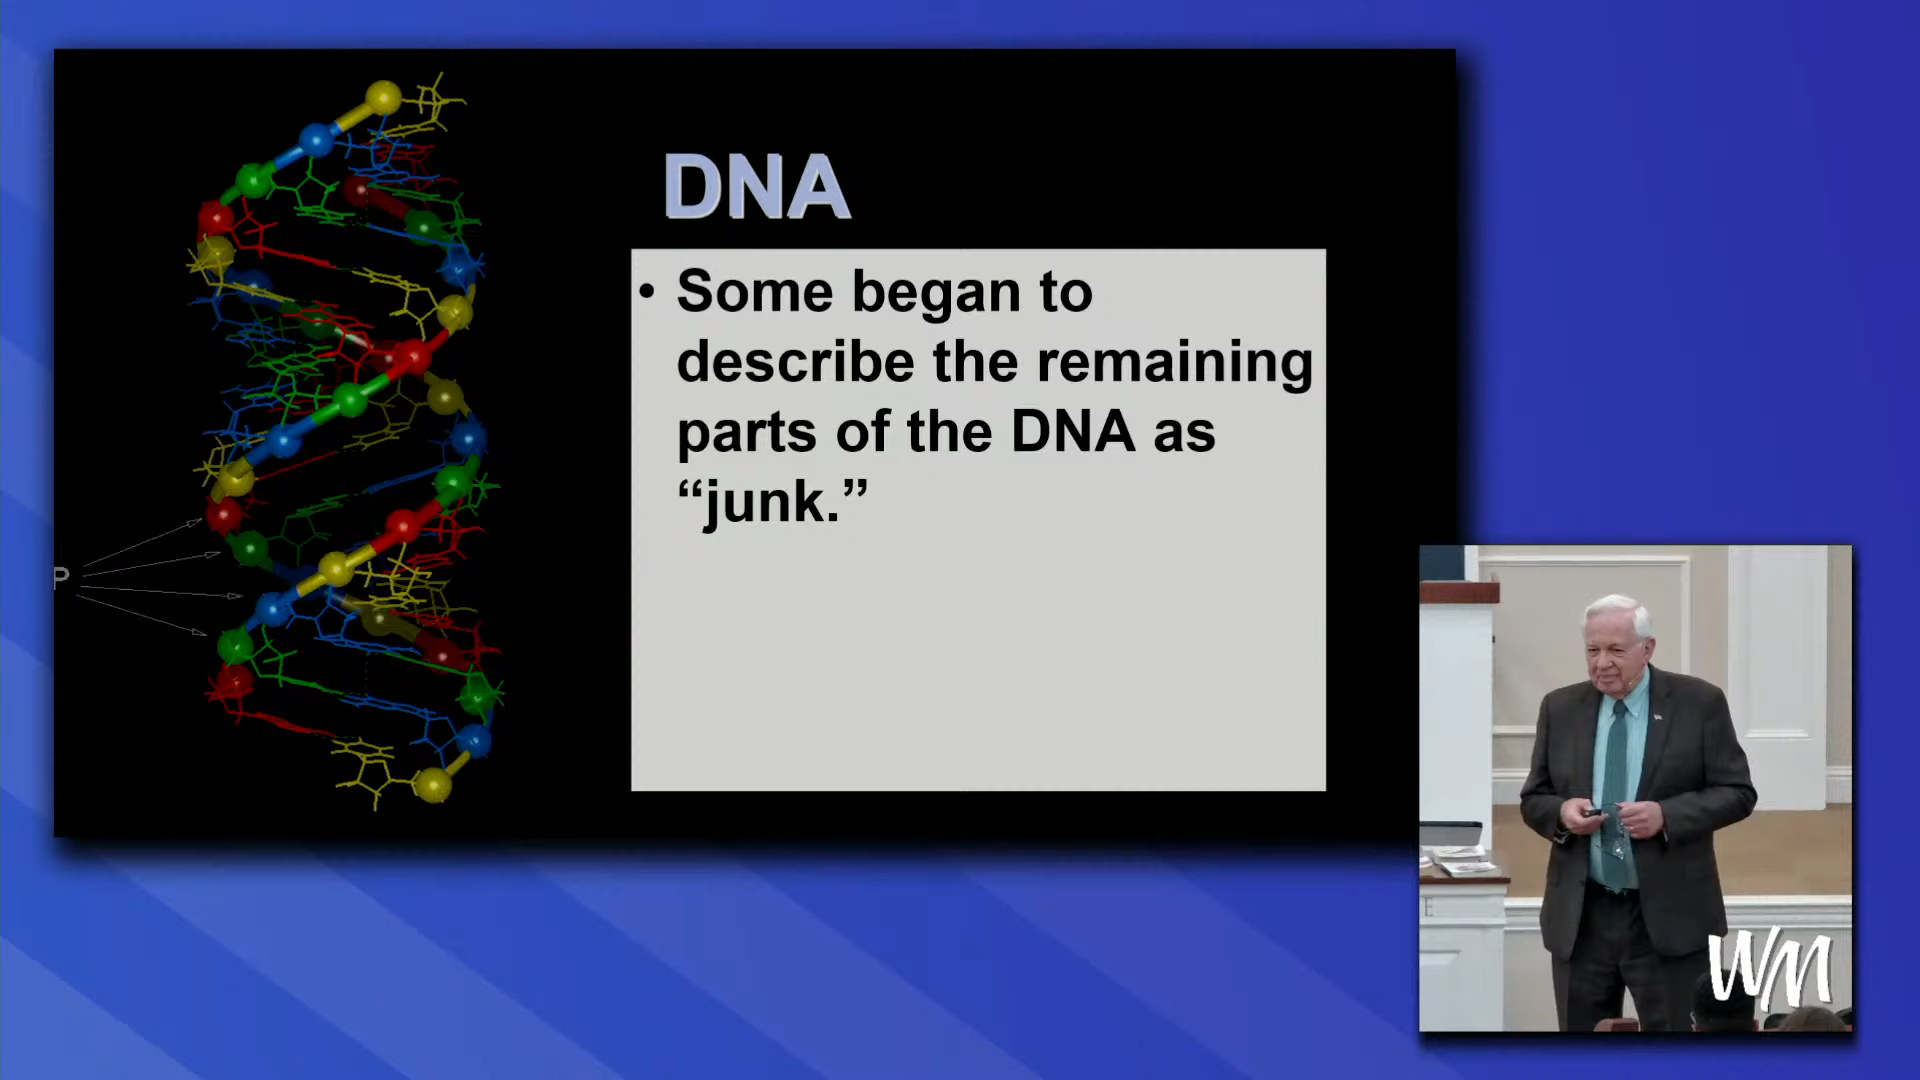 DNA
• Some began to
describe the remaining
parts of the DNA as
“junk.”
P
E
WM